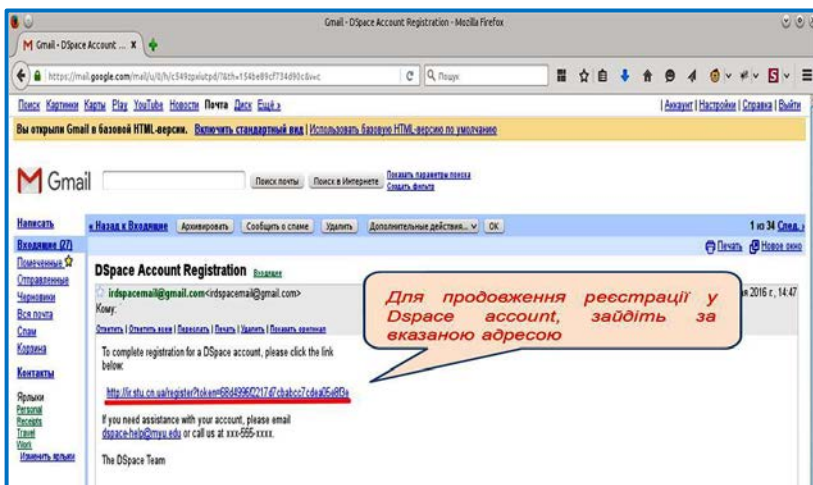 Gmail - DSpace Account Registration - Mozilla Firefox
Gmail - DSpace Account ... ×
Поиск
Поиск Картинки Карты Play YouTube Новости Почта Диск Ещё »
| Аккаунт | Настройки | Справка | Выйти
Вы открыли Gmail в базовой HTML-версии. Включить стандартный вид | Использовать базовую HTML-версию по умолчанию
Gmail
Поиск почты
Поиск в Интернете
Показать параметры поиска
Создать фильтр
Написать
Входящие (27)
Помеченные
Отправленные
Черновики
Вся почта
Спам
Корзина
Контакты
Ярлыки
Personal
Receipts
Travel
Work
Изменить ярлыки
« Назад к Входящие Архивировать Сообщить о спаме Удалить Дополнительные действия... OK
1 из 34 След. ›
Печать Новое окно
DSpace Account Registration Входящие
irdspacemail@gmail.com<irdspacemail@gmail.com>
2016 г., 14:47
Кому:
Ответить | Ответить всем | Переслать | Печать | Удалить | Показать оригинал
To complete registration for a DSpace account, please click the link
below:
If you need assistance with your account, please email
dspace-help@myu.edu or call us at xxx-555-xxxx.
The DSpace Team
Для продовження реєстрації у
Dspace account, зайдіть за
вказаною адресою